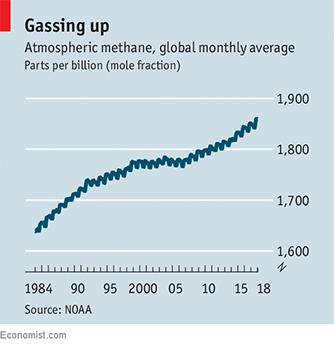 Gassing up
Atmospheric methane, global monthly average
Parts per billion (mole fraction)
1,900
1,800
1,700
1,600
1984 90 95 2000 05 10 15 18
Source: NOAA
Economist.com